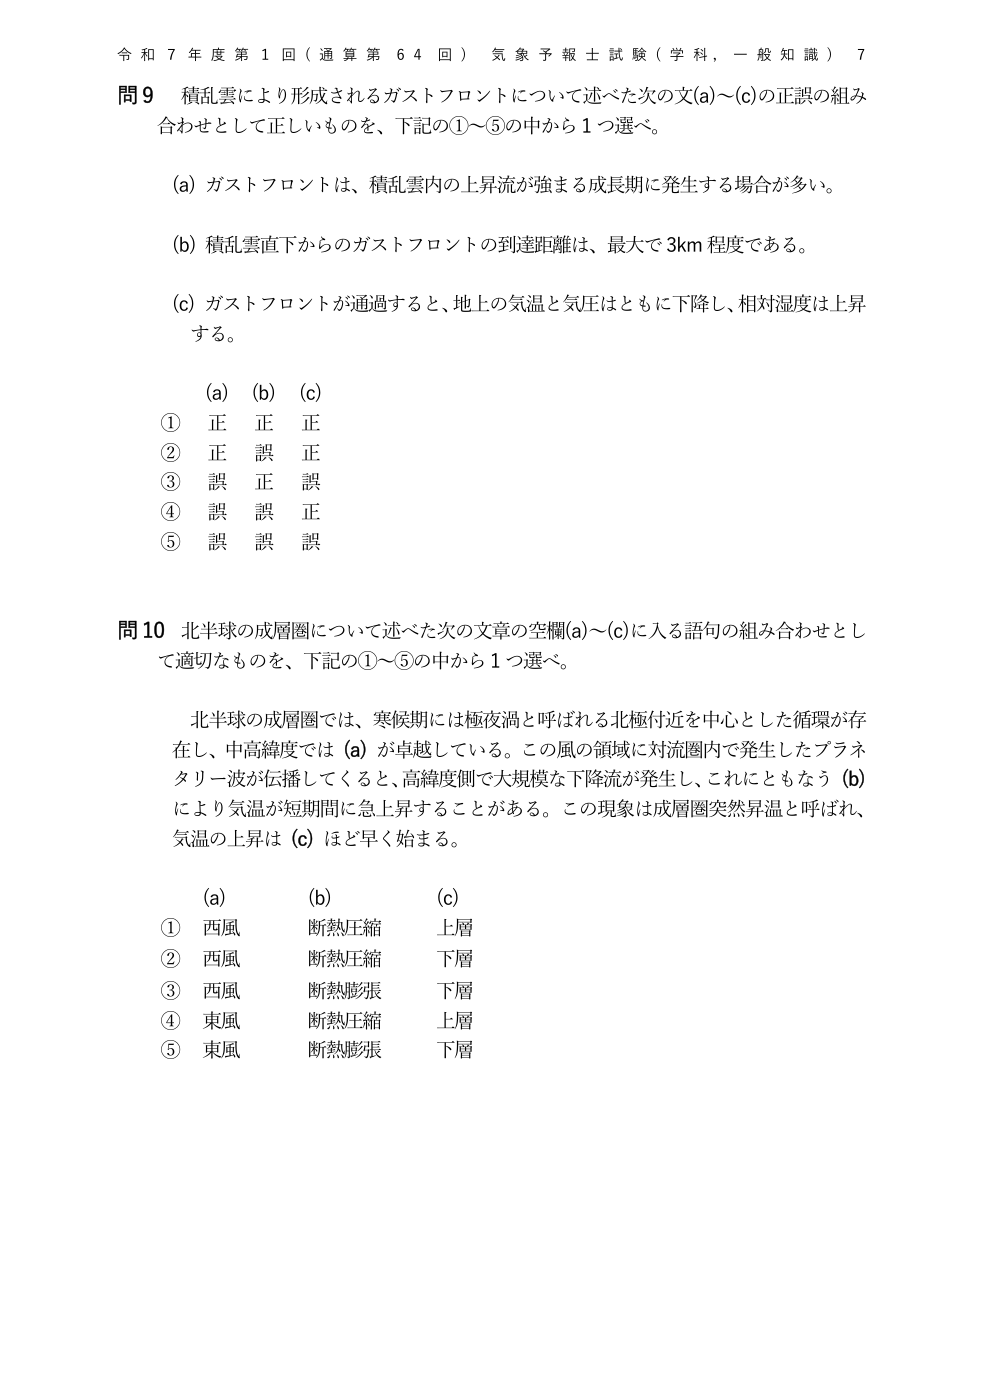 令和7年度第1回(通算第64回) 気象予報士試験(学科,一般知識) 7
問9 積乱雲により形成されるガストフロントについて述べた次の文(a)〜(c)の正誤の組み
合わせとして正しいものを、下記の①〜⑤の中から1つ選べ。
(a) ガストフロントは、積乱雲内の上昇流が強まる成長期に発生する場合が多い。
(b) 積乱雲直下からのガストフロントの到達距離は、最大で3km程度である。
(c) ガストフロントが通過すると、地上の気温と気圧はともに下降し、相対湿度は上昇
する。
(a) (b) (c)
① 正 正 正
② 正 誤 正
③ 誤 正 誤
④ 誤 誤 正
⑤ 誤 誤 誤
問10 北半球の成層圏について述べた次の文章の空欄(a)〜(c)に入る語句の組み合わせとし
て適切なものを、下記の①〜⑤の中から1つ選べ。
北半球の成層圏では、寒候期には極夜渦と呼ばれる北極付近を中心とした循環が存
在し、中高緯度では (a) が卓越している。この風の領域に対流圏内で発生したプラネ
タリー波が伝播してくると、高緯度側で大規模な下降流が発生し、これにともなう (b)
により気温が短期間に急上昇することがある。この現象は成層圏突然昇温と呼ばれ、
気温の上昇は (c) ほど早く始まる。
(a) (b) (c)
① 西風 断熱圧縮 上層
② 西風 断熱圧縮 下層
③ 西風 断熱膨張 下層
④ 東風 断熱圧縮 上層
⑤ 東風 断熱膨張 下層